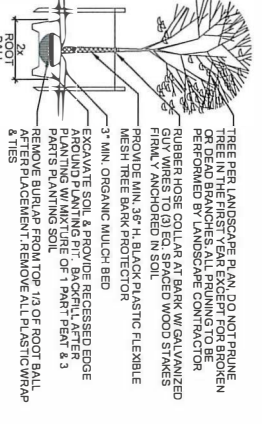 TREE PER LANDSCAPE PLAN, DO NOT PRUNE
TREE IN THE FIRST YEAR EXCEPT FOR BROKEN
OR DEAD BRANCHES. ALL PRUNING TO BE
PERFORMED BY LANDSCAPE CONTRACTOR
RUBBER HOSE COLLAR AT BARK W/ GALVANIZED
GUY WIRES TO (3) EQ. SPACED WOOD STAKES
FIRMLY ANCHORED IN SOIL
PROVIDE MIN. 36" H. BLACK PLASTIC FLEXIBLE
MESH TREE BARK PROTECTOR
3" MIN. ORGANIC MULCH BED
EXCAVATE SOIL & PROVIDE RECESSED EDGE
AROUND PLANTING PIT. BACKFILL AFTER
PLANTING W/ MIXTURE OF 1 PART PEAT & 3
PARTS PLANTING SOIL
REMOVE BURLAP FROM TOP 1/3 OF ROOT BALL
AFTER PLACEMENT. REMOVE ALL PLASTIC WRAP
& TIES
2x
ROOT